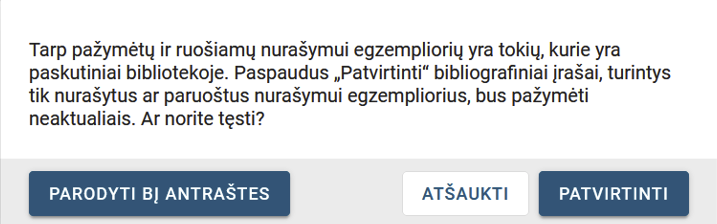 Tarp pažymėtų ir ruošiamų nurašymui egzempliorių yra tokių, kurie yra
paskutiniai bibliotekoje. Paspaudus „Patvirtinti“ bibliografiniai įrašai, turintys
tik nurašytus ar paruoštus nurašymui egzempliorius, bus pažymėti
neaktualiais. Ar norite tęsti?
PARODYTI BĮ ANTRAŠTES
ATŠAUKTI
PATVIRTINTI